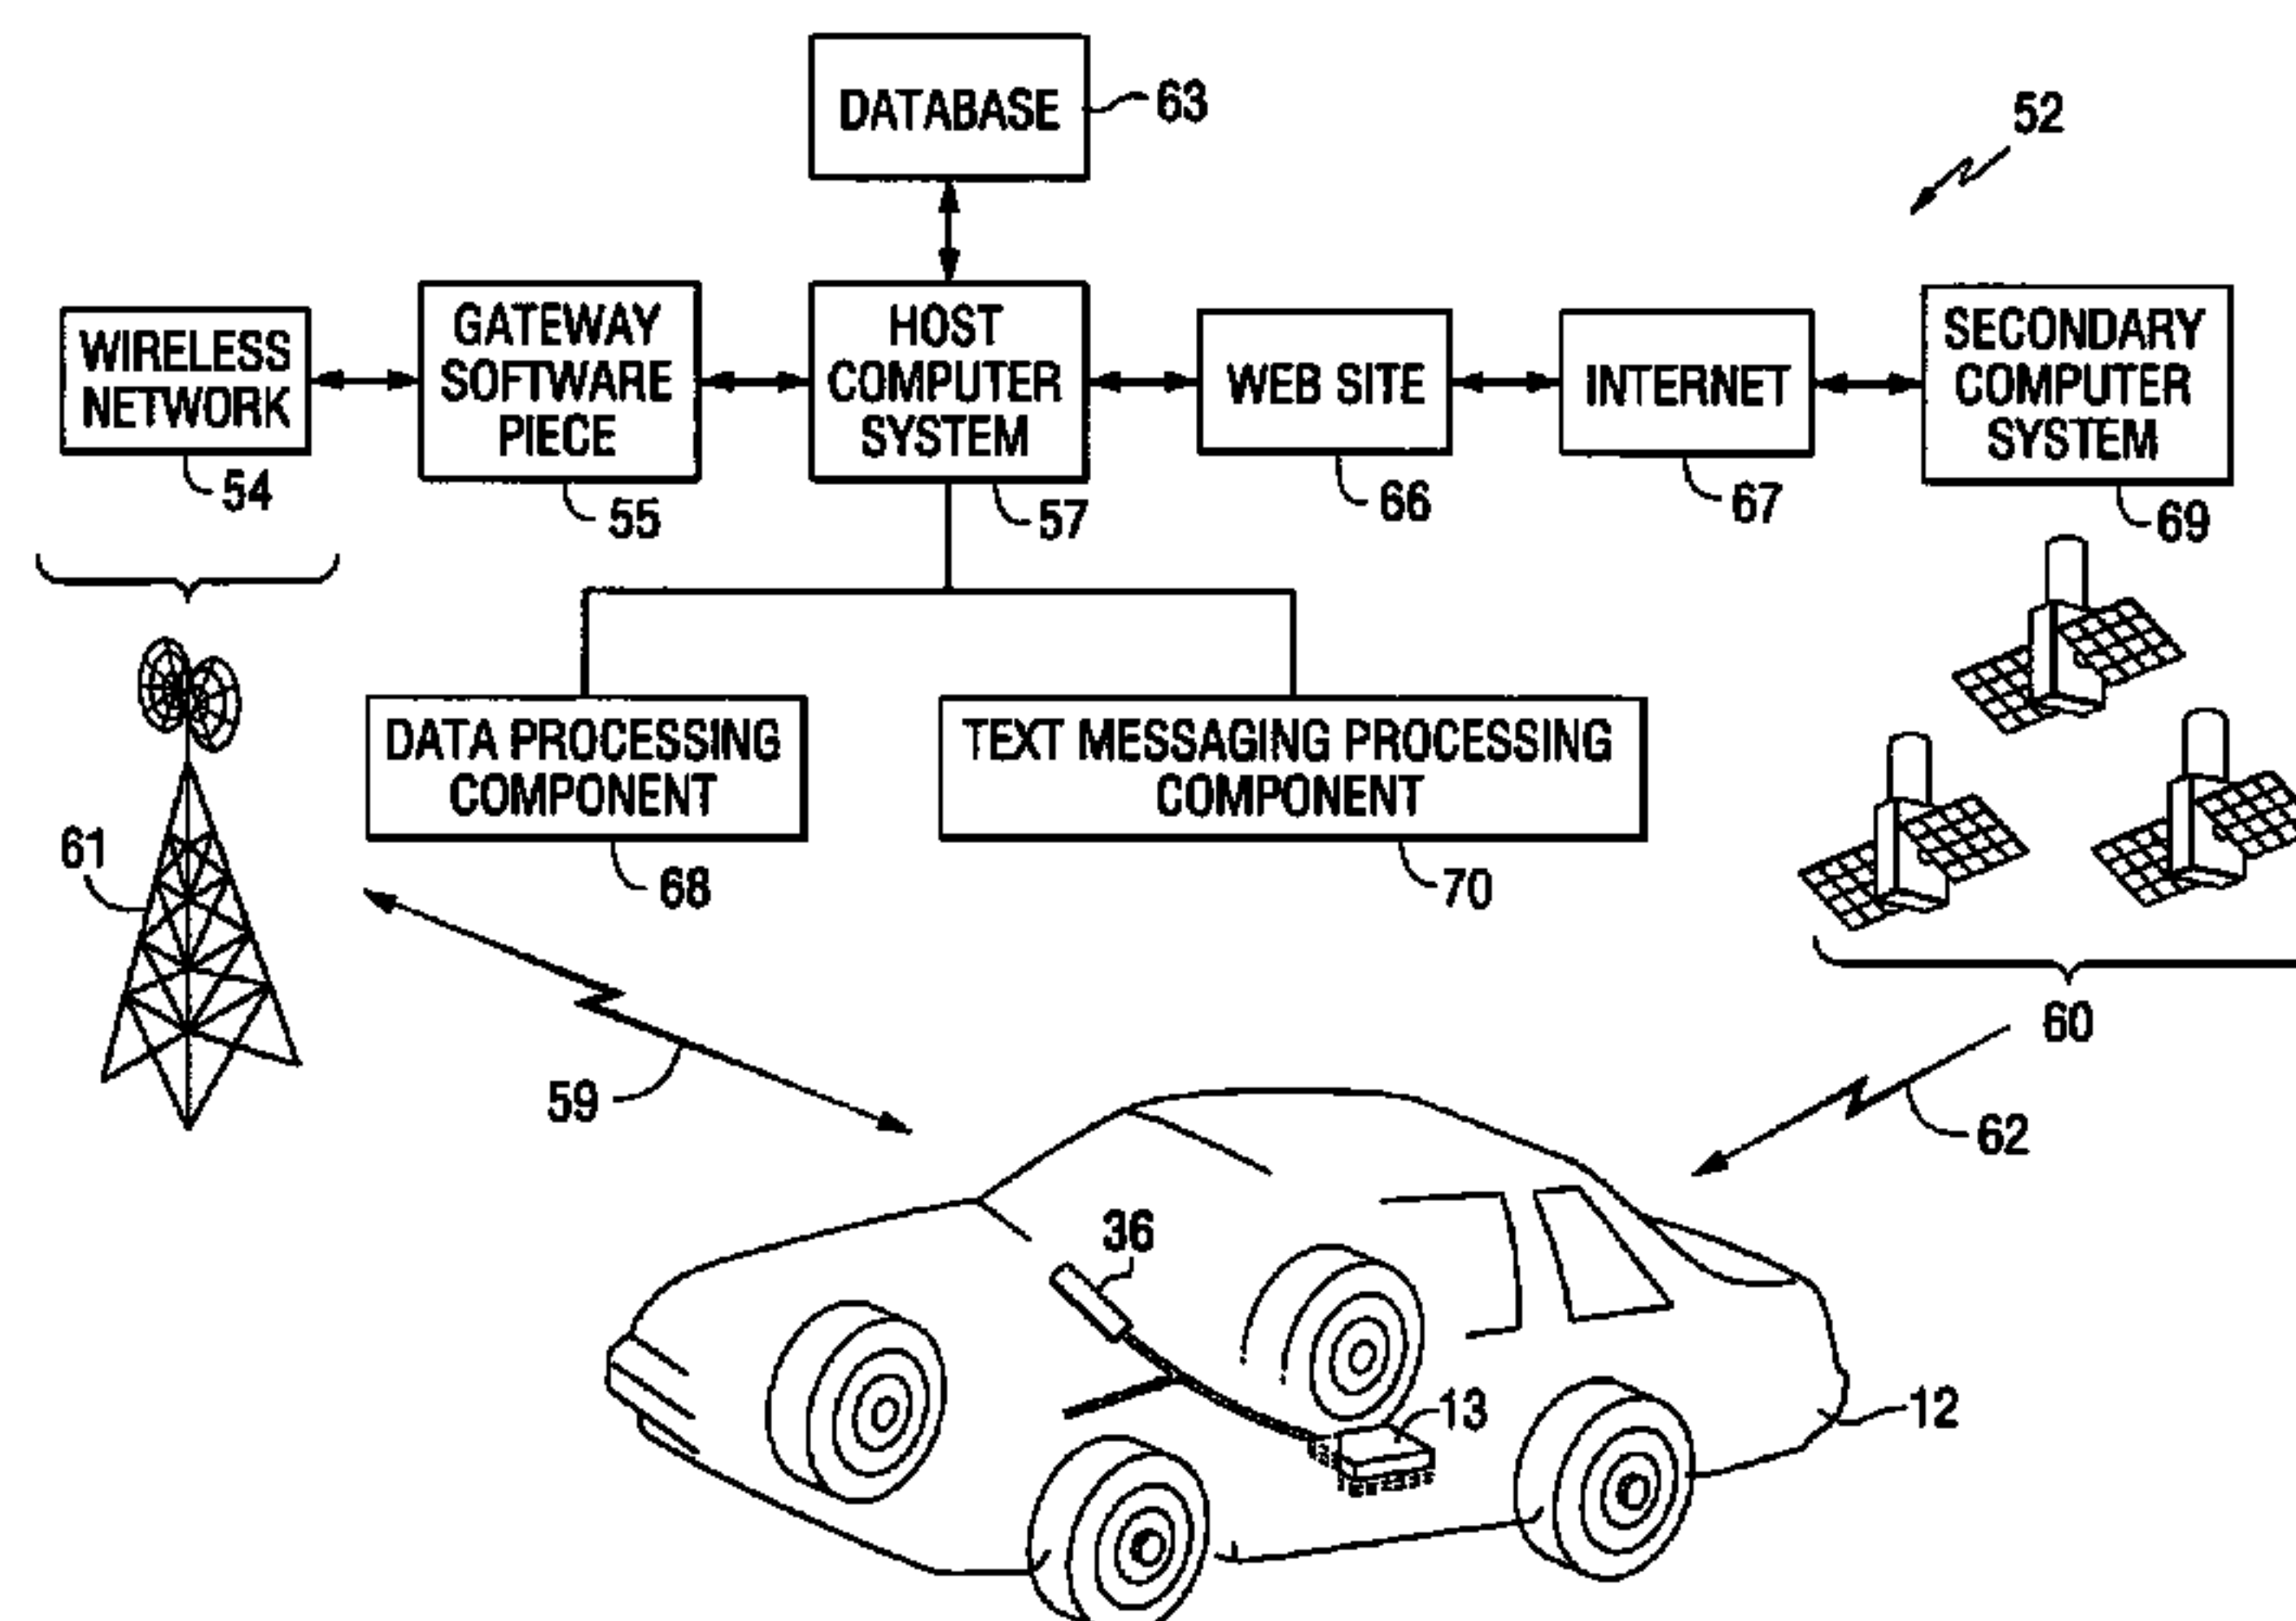 DATABASE
63
52
WIRELESS
NETWORK
54
GATEWAY
SOFTWARE
PIECE
55
HOST
COMPUTER
SYSTEM
57
WEB SITE
66
INTERNET
67
SECONDARY
COMPUTER
SYSTEM
69
DATA PROCESSING
COMPONENT
68
TEXT MESSAGING PROCESSING
COMPONENT
70
61
60
59
62
36
13
12